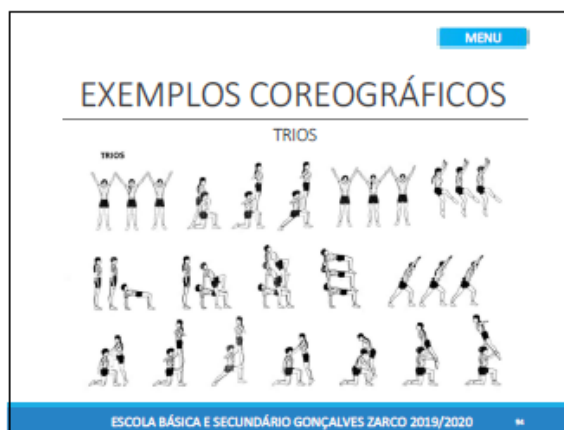 MENU
EXEMPLOS COREOGRÁFICOS
TRIOS
TRIOS
ESCOLA BÁSICA E SECUNDÁRIO GONÇALVES ZARCO 2019/2020